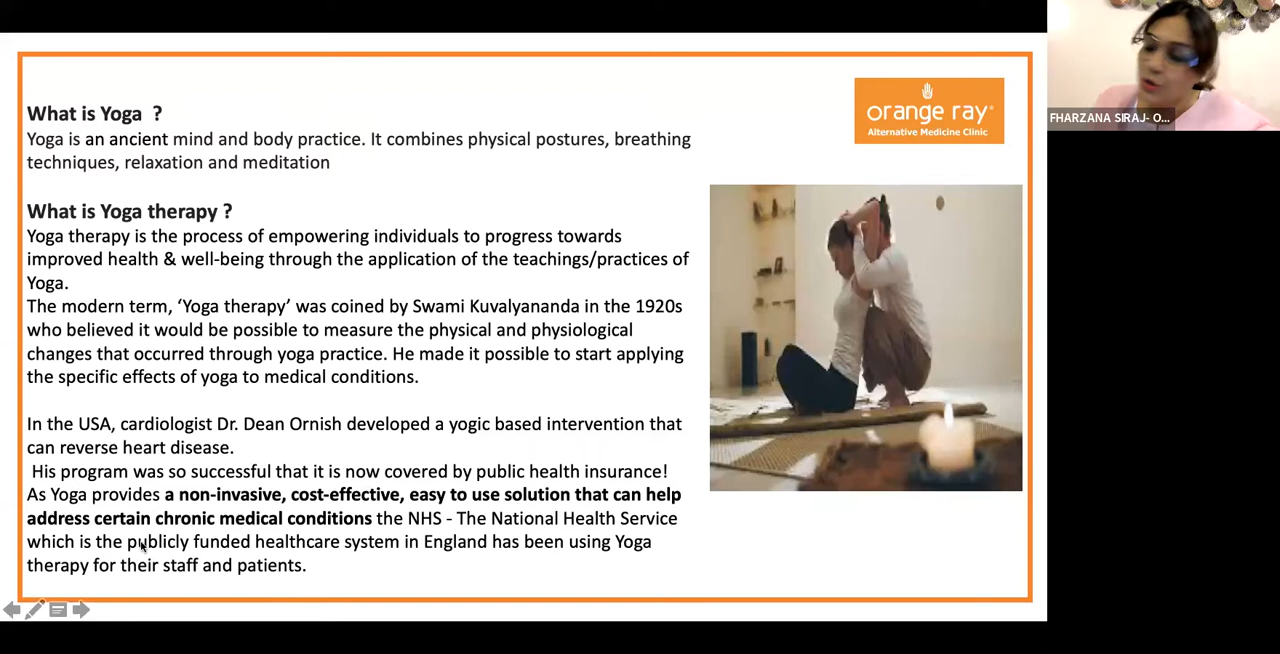 What is Yoga ?
Yoga is an ancient mind and body practice. It combines physical postures, breathing
techniques, relaxation and meditation
What is Yoga therapy ?
Yoga therapy is the process of empowering individuals to progress towards
improved health & well-being through the application of the teachings/practices of
Yoga.
The modern term, ‘Yoga therapy’ was coined by Swami Kuvalyananda in the 1920s
who believed it would be possible to measure the physical and physiological
changes that occurred through yoga practice. He made it possible to start applying
the specific effects of yoga to medical conditions.
In the USA, cardiologist Dr. Dean Ornish developed a yogic based intervention that
can reverse heart disease.
His program was so successful that it is now covered by public health insurance!
As Yoga provides a non-invasive, cost-effective, easy to use solution that can help
address certain chronic medical conditions the NHS - The National Health Service
which is the publicly funded healthcare system in England has been using Yoga
therapy for their staff and patients.
orange ray®
Alternative Medicine Clinic
FHARZANA SIRAJ- O...